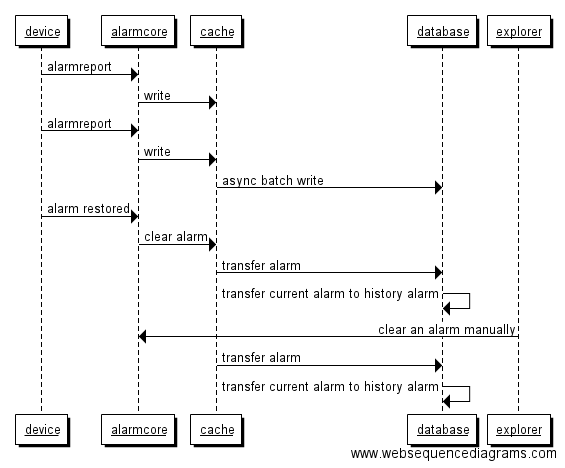 device alarmcore cache database explorer
alarmreport
write
alarmreport
write
async batch write
alarm restored
clear alarm
transfer alarm
transfer current alarm to history alarm
clear an alarm manually
transfer alarm
transfer current alarm to history alarm
device alarmcore cache database explorer
www.websequencediagrams.com